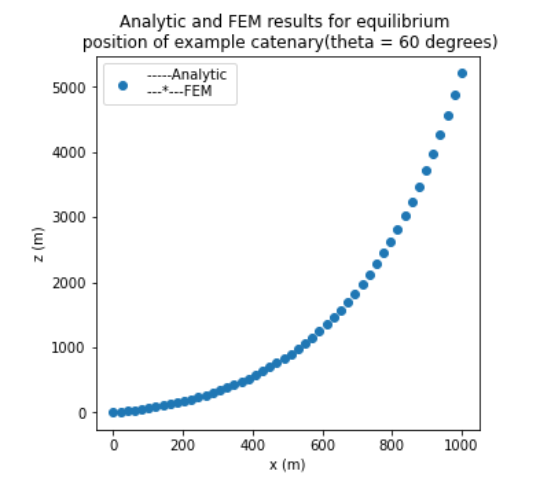 Analytic and FEM results for equilibrium
position of example catenary(theta = 60 degrees)
-----Analytic
---*---FEM
5000
4000
3000
2000
1000
0
z (m)
0 200 400 600 800 1000
x (m)